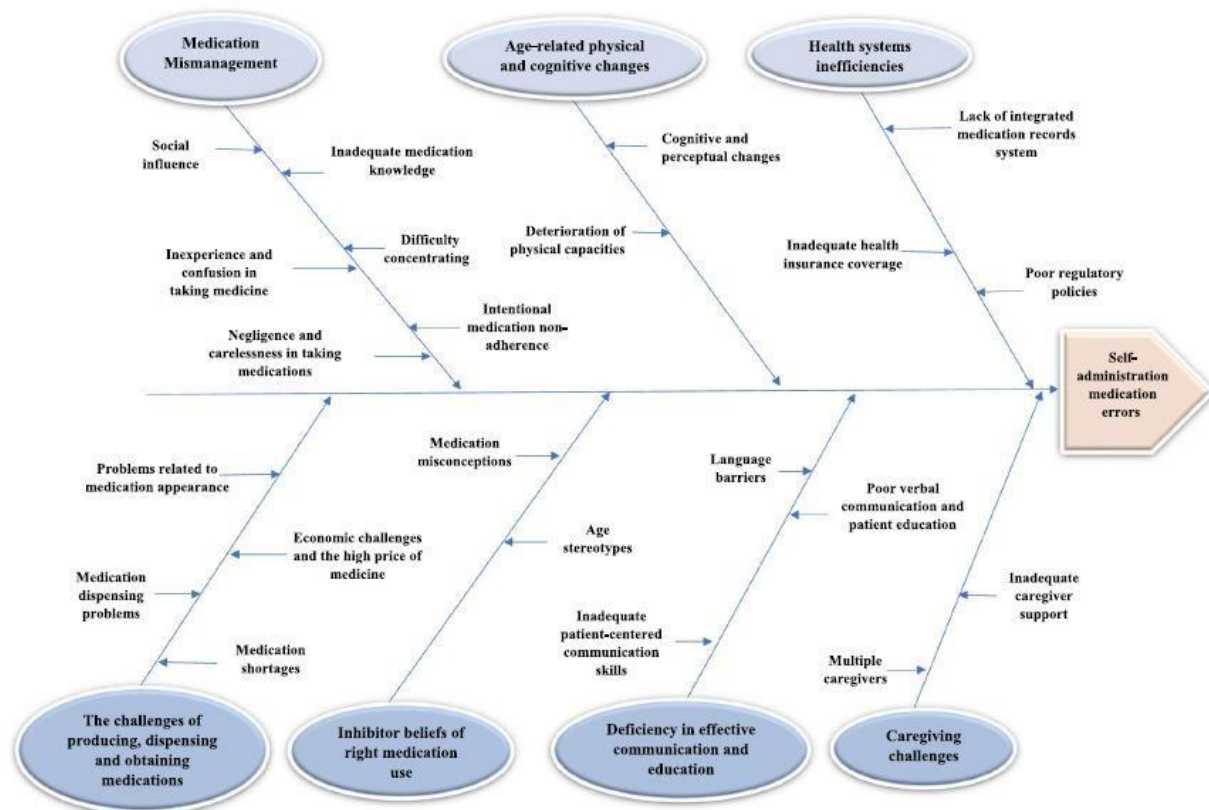 Medication
Mismanagement
Age-related physical
and cognitive changes
Health systems
inefficiencies
Social
influence
Inadequate medication
knowledge
Difficulty
concentrating
Inexperience and
confusion in
taking medicine
Intentional
medication non-
adherence
Negligence and
carelessness in taking
medications
Cognitive and
perceptual changes
Deterioration of
physical capacities
Lack of integrated
medication records
system
Inadequate health
insurance coverage
Poor regulatory
policies
Self-
administration
medication
errors
Problems related to
medication appearance
Economic challenges
and the high price of
medicine
Medication
dispensing
problems
Medication
shortages
Medication
misconceptions
Age
stereotypes
Language
barriers
Poor verbal
communication and
patient education
Inadequate
patient-centered
communication
skills
Inadequate
caregiver
support
Multiple
caregivers
The challenges of
producing, dispensing
and obtaining
medications
Inhibitor beliefs of
right medication
use
Deficiency in effective
communication and
education
Caregiving
challenges